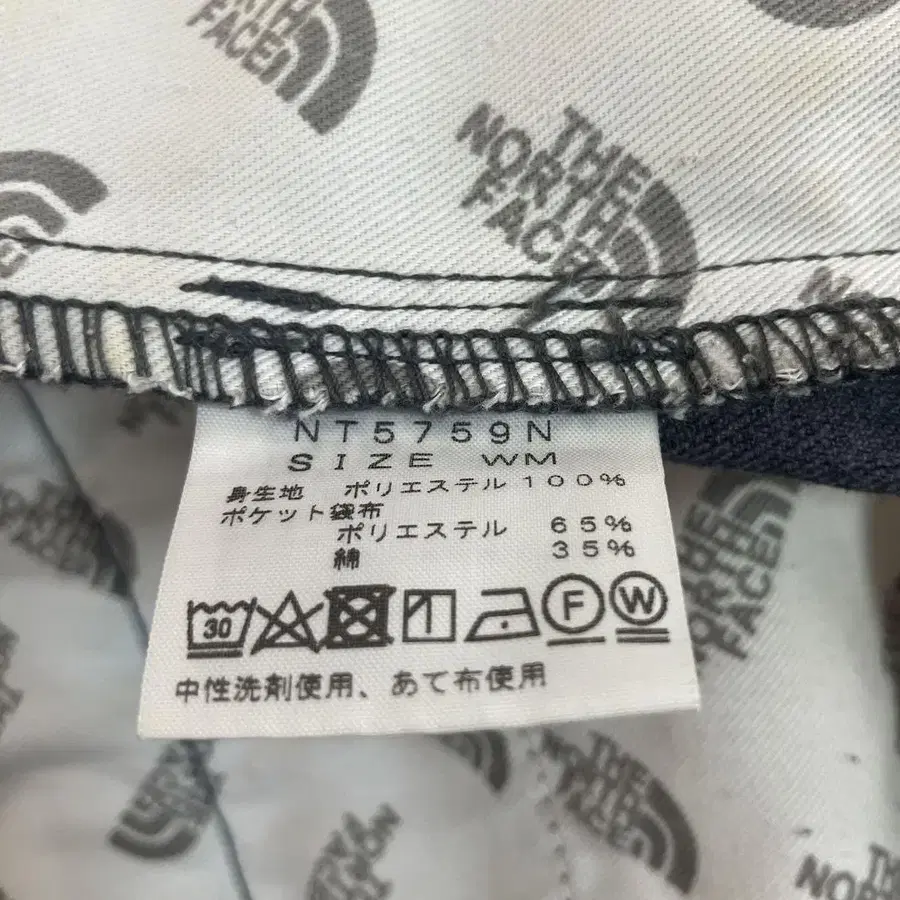 THE
NORTH
FACE
THE
NORTH
FACE
NT5759N
SIZE WM
身生地 ポリエステル 100%
ポケット袋布
ポリエステル 65%
綿 35%
30 F W
中性洗剤使用、あて布使用
THE
NORTH
FACE
THE
NORTH
FACE